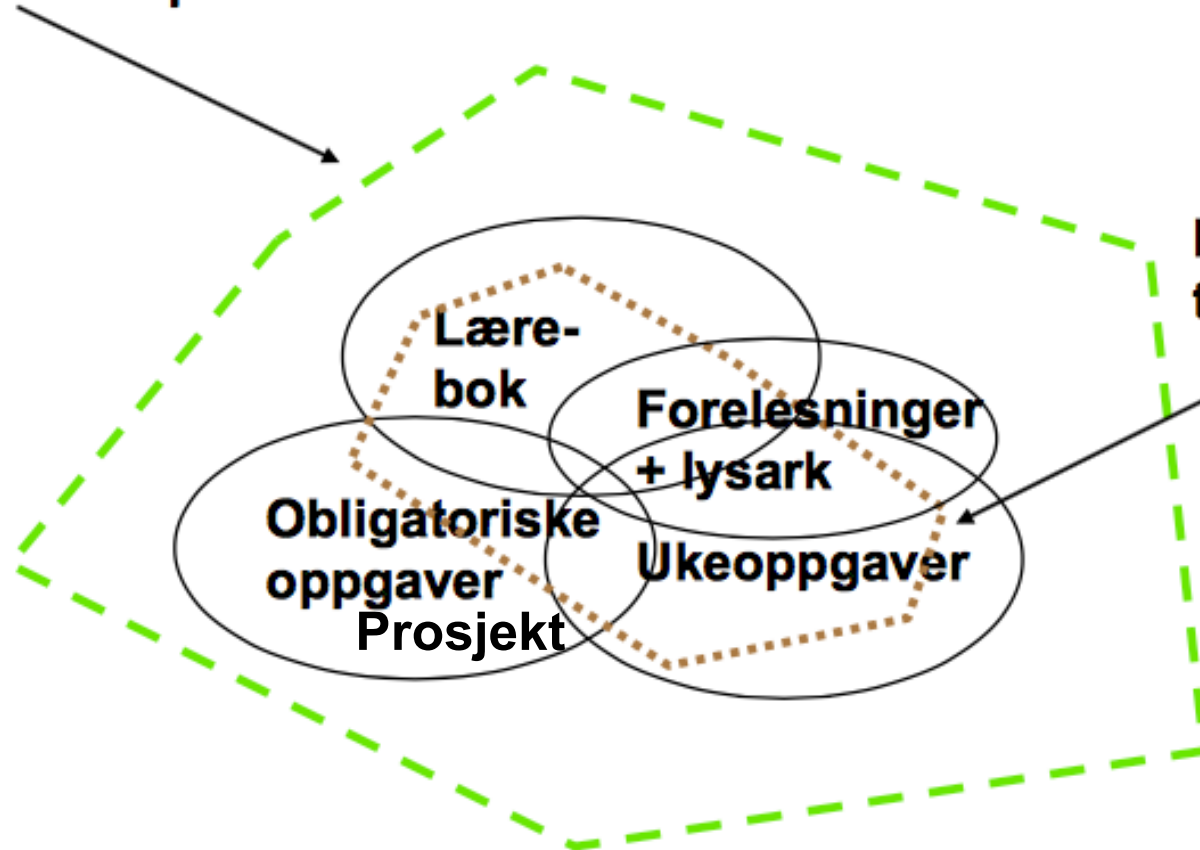 Lære-
bok
Forelesninger
+ lysark
Obligatoriske
oppgaver
Ukeoppgaver
Prosjekt